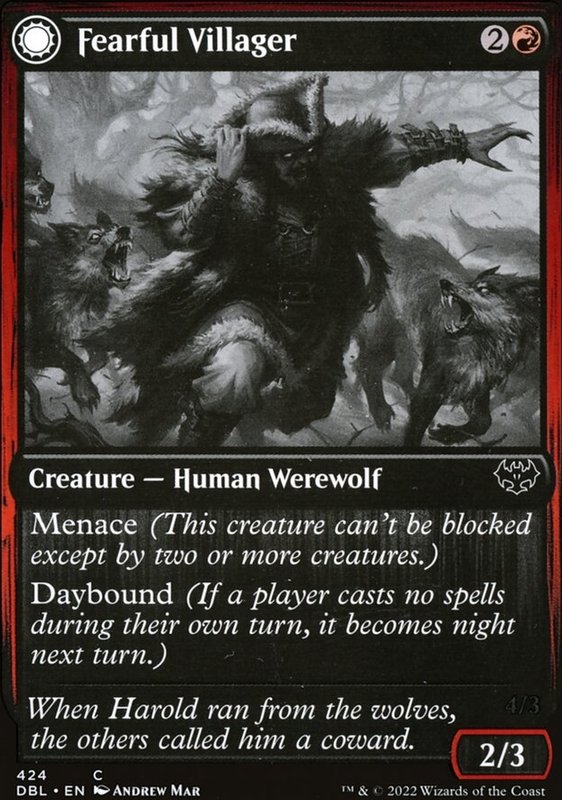 Fearful Villager
2
Creature — Human Werewolf
Menace (This creature can't be blocked
except by two or more creatures.)
Daybound (If a player casts no spells
during their own turn, it becomes night
next turn.)
When Harold ran from the wolves,
the others called him a coward.
4/3
2/3
424 C
DBL • EN Andrew Mar
™ & © 2022 Wizards of the Coast